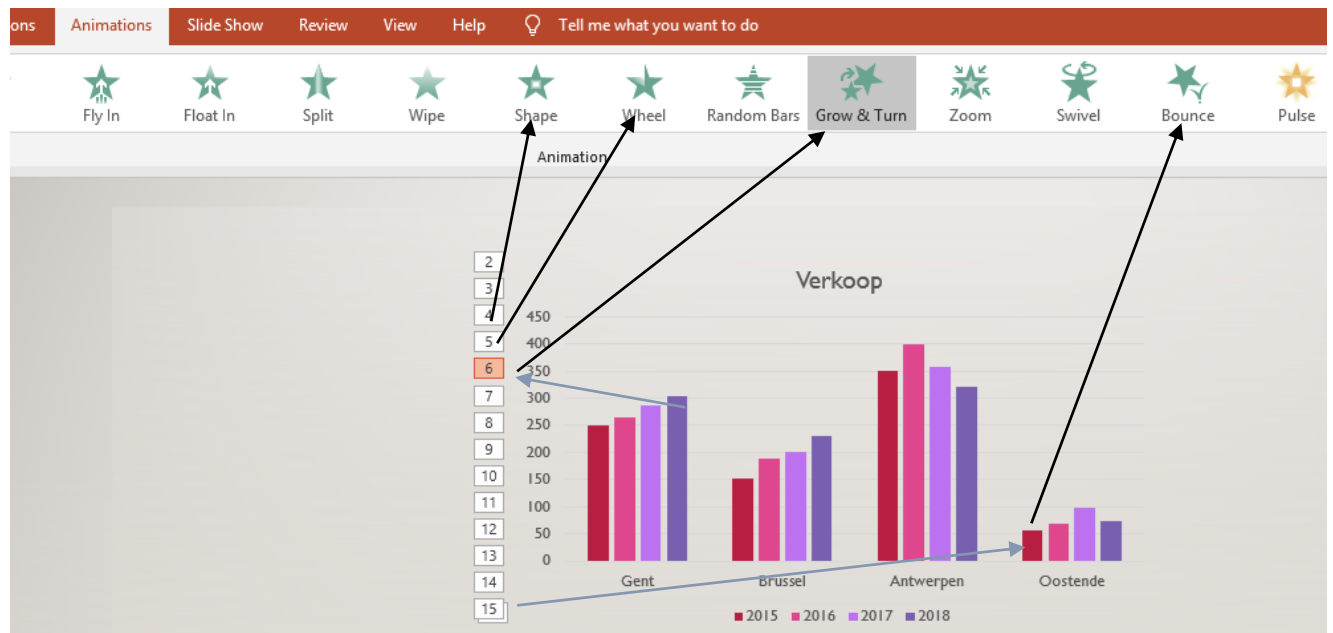 ons Animations Slide Show Review View Help Tell me what you want to do
Fly In Float In Split Wipe Shape Wheel Random Bars Grow & Turn Zoom Swivel Bounce Pulse
Animation
2
Verkoop
3
4 450
5 400
6 350
7 300
8 250
9 200
10 150
11 100
12 50
13 0
14 Gent Brussel Antwerpen Oostende
15
2015 2016 2017 2018